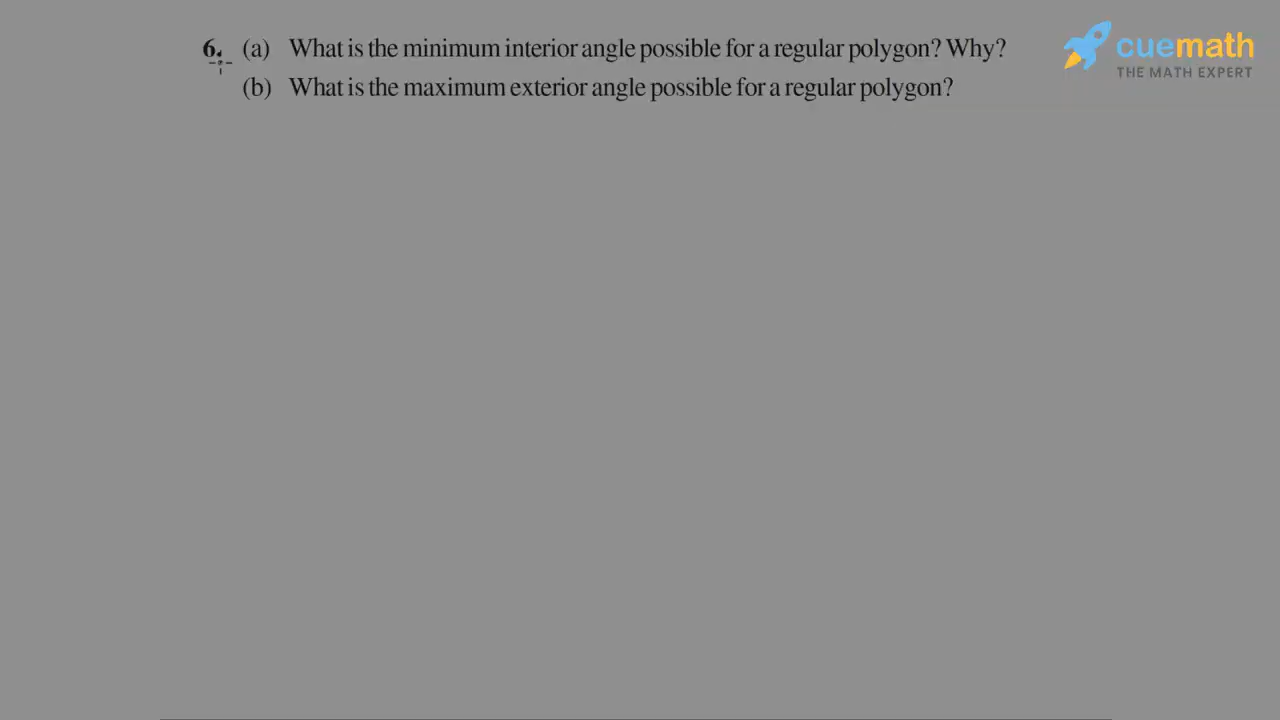 6. (a) What is the minimum interior angle possible for a regular polygon? Why?
(b) What is the maximum exterior angle possible for a regular polygon?
cuemath
THE MATH EXPERT